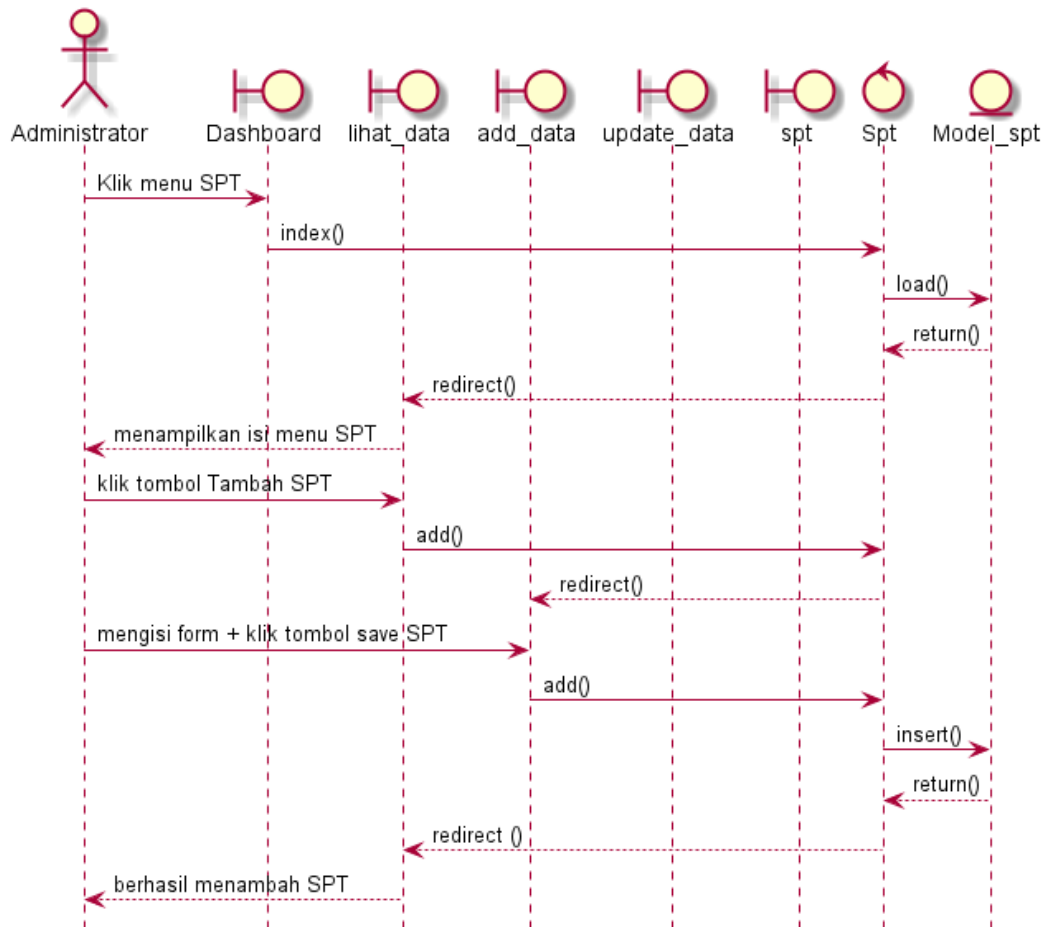 Administrator
Dashboard
lihat_data
add_data
update_data
spt
Spt
Model_spt
Klik menu SPT
index()
load()
return()
redirect()
menampilkan isi menu SPT
klik tombol Tambah SPT
add()
redirect()
mengisi form + klik tombol save SPT
add()
insert()
return()
redirect ()
berhasil menambah SPT